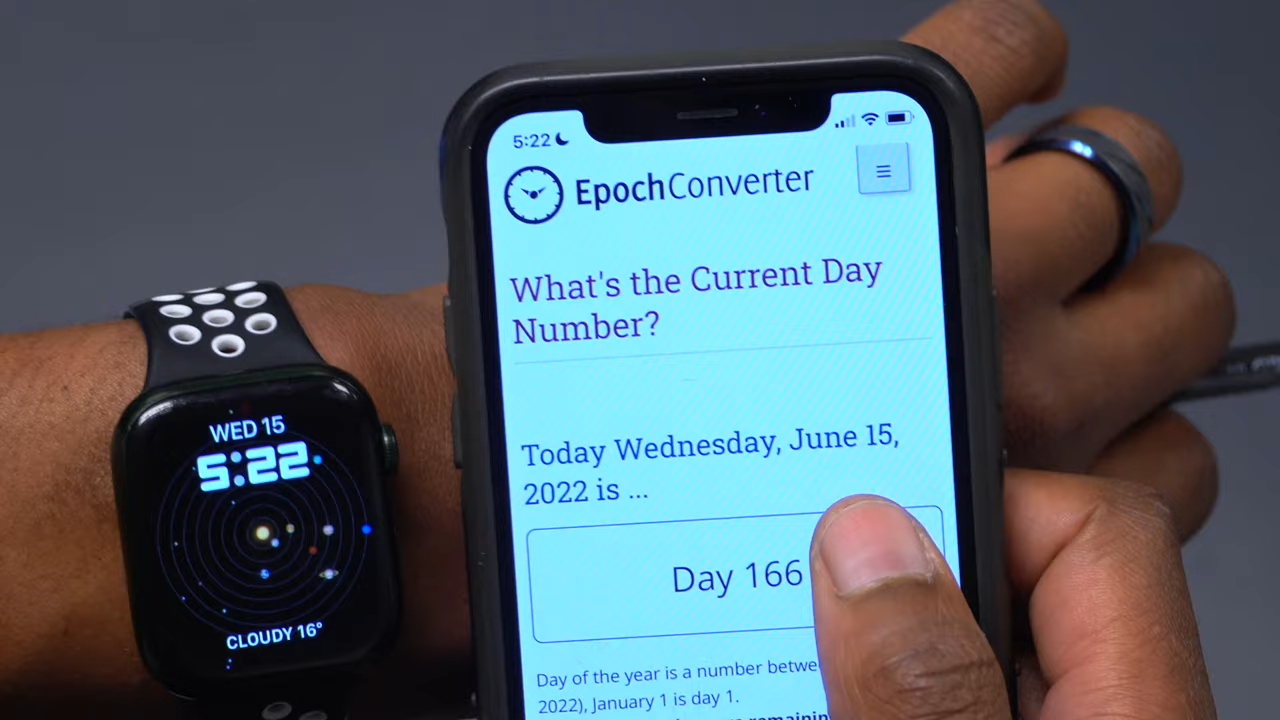 WED 15
5:22
CLOUDY 16°
5:22
EpochConverter
What's the Current Day
Number?
Today Wednesday, June 15,
2022 is ...
Day 166
Day of the year is a number
2022), January 1 is day 1.